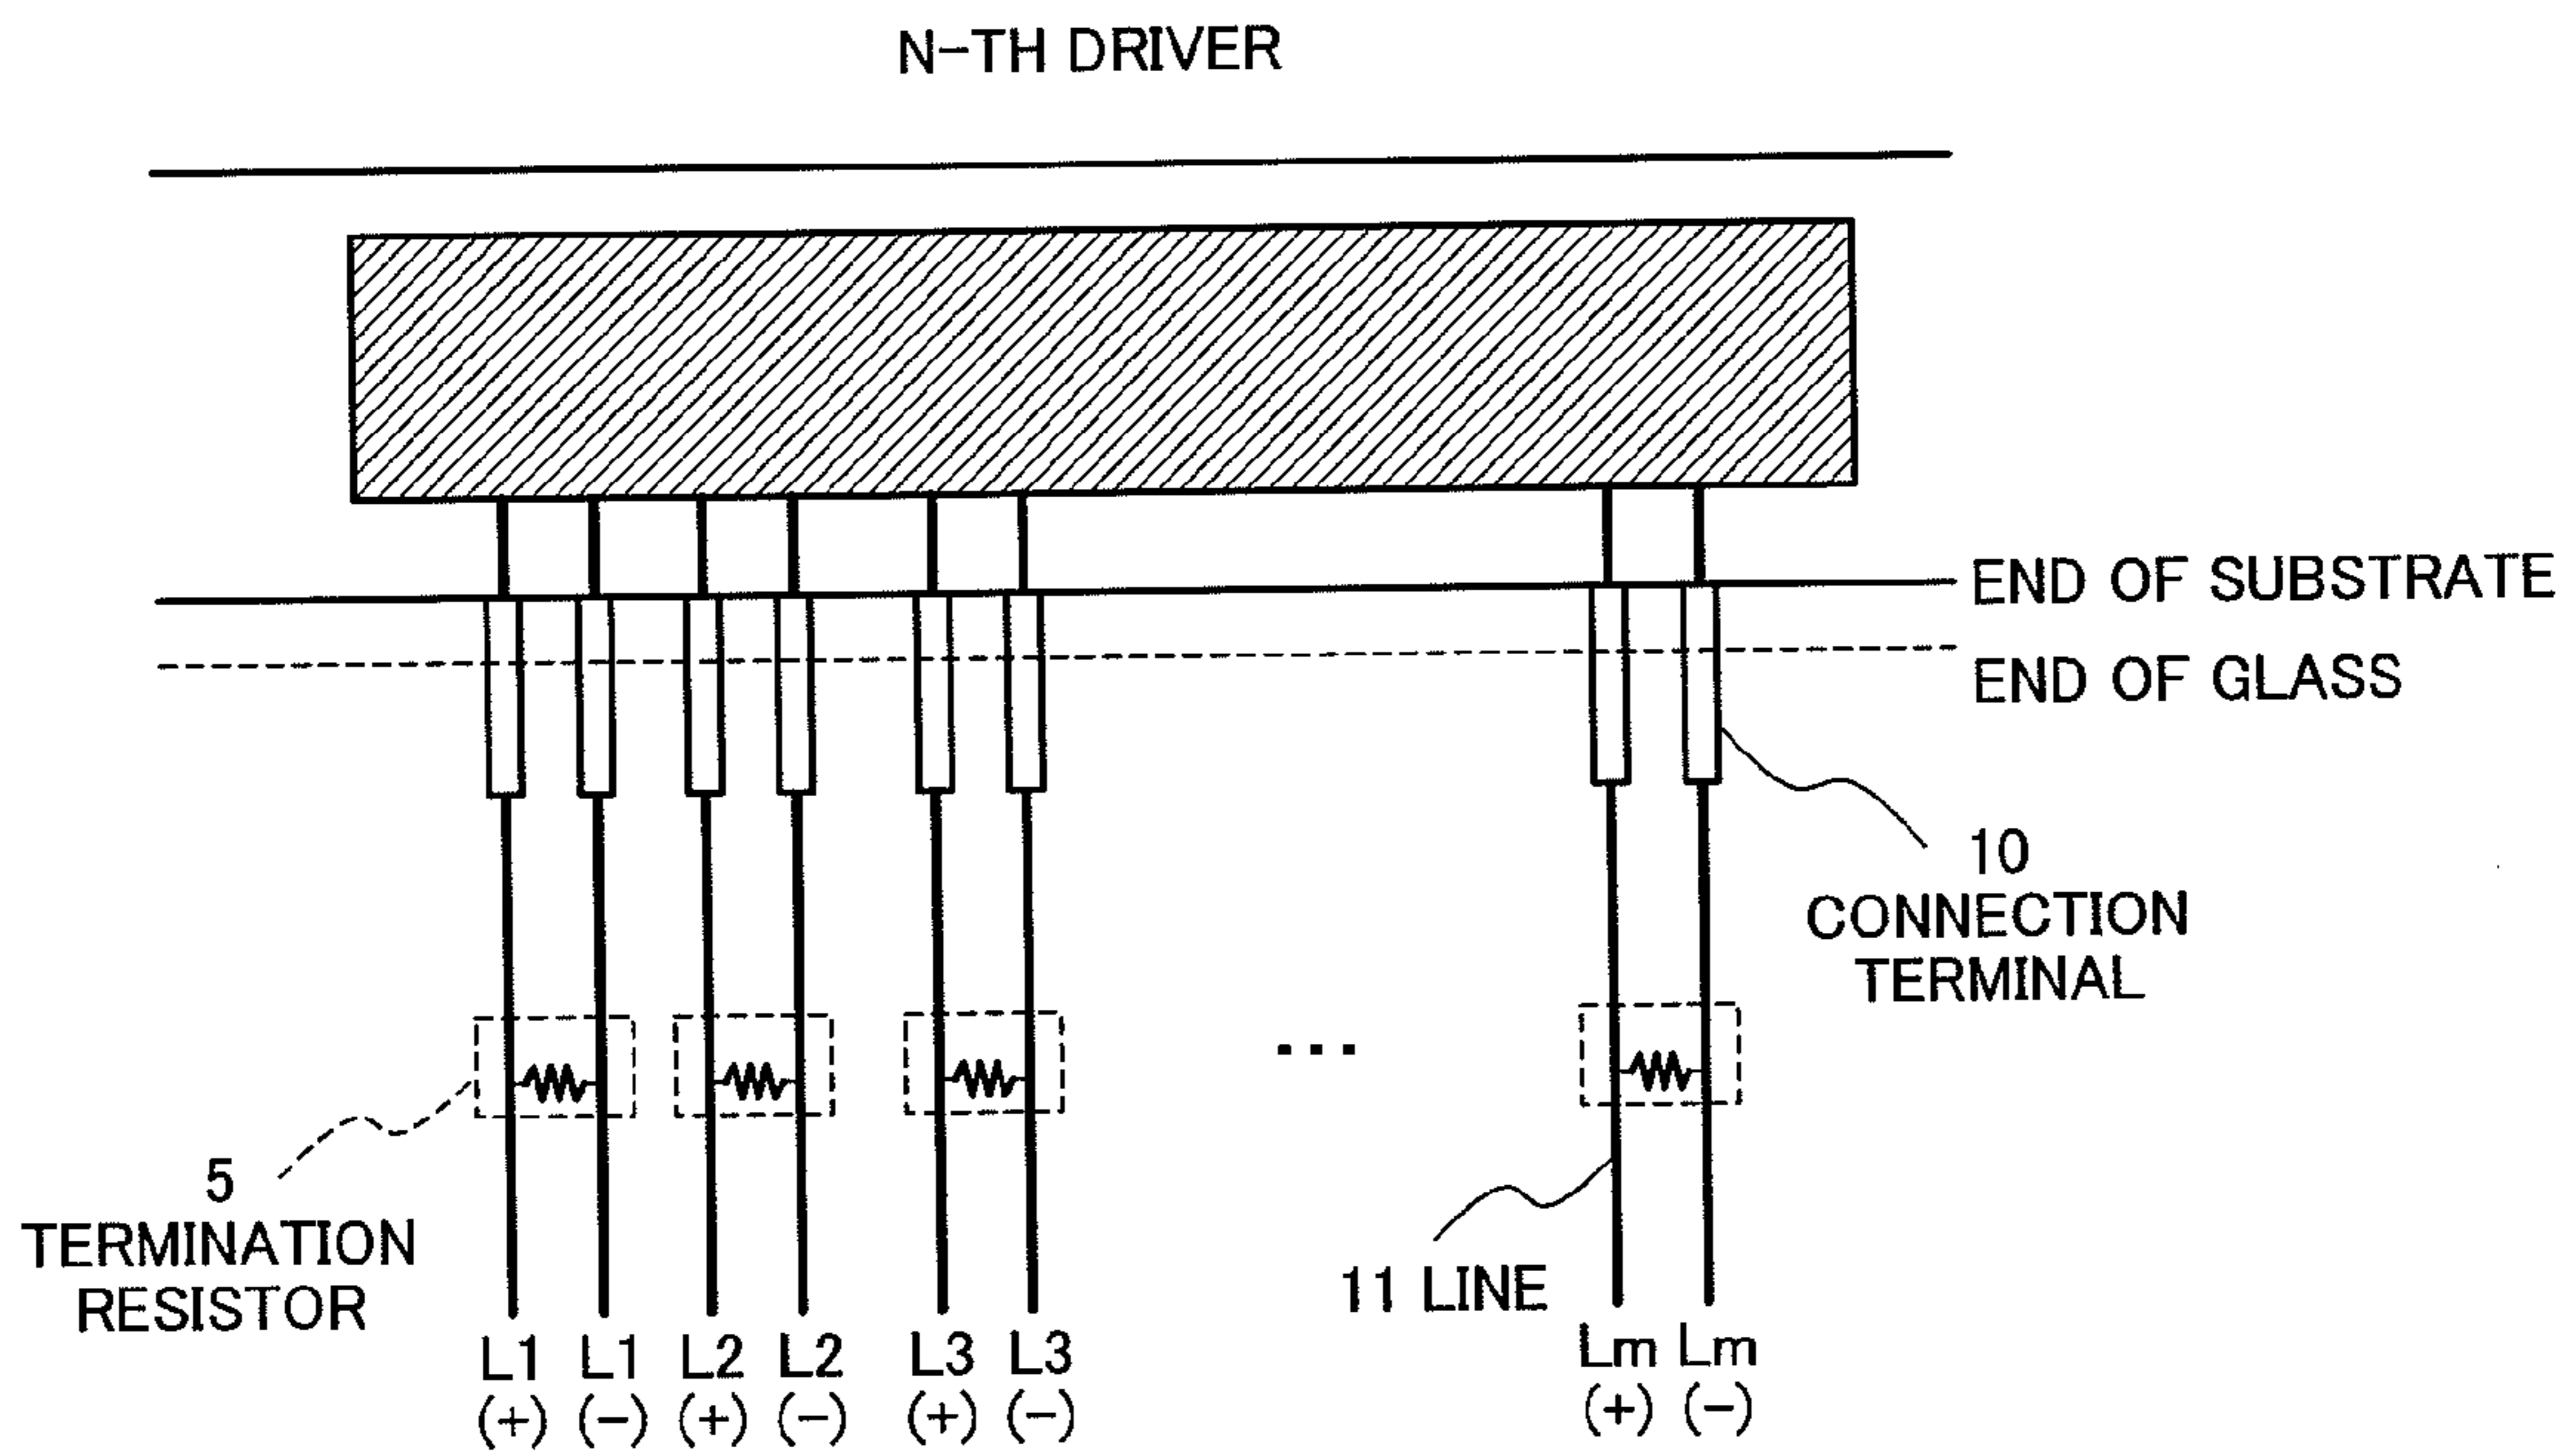 N-TH DRIVER
END OF SUBSTRATE
END OF GLASS
10
CONNECTION
TERMINAL
...
5
TERMINATION
RESISTOR
11 LINE
L1 L1 L2 L2 L3 L3 Lm Lm
(+) (-) (+) (-) (+) (-) (+) (-)